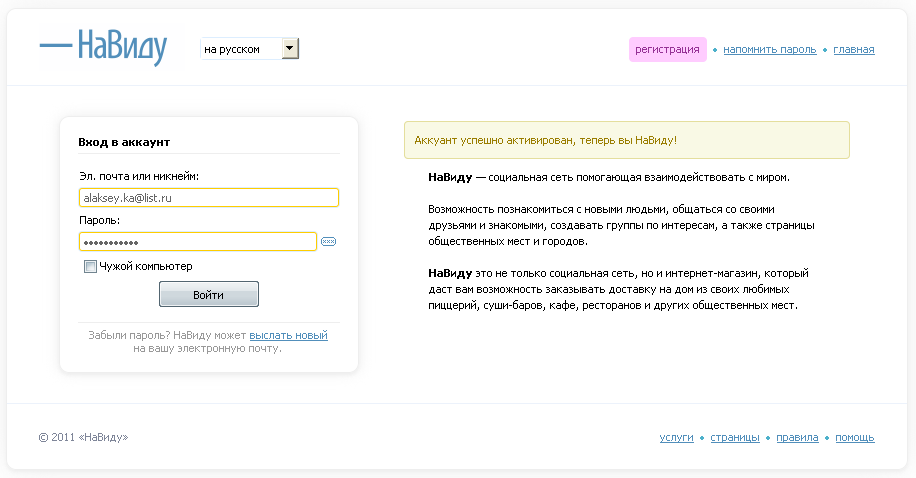 — НаВиду
на русском
регистрация • напомнить пароль • главная
Вход в аккаунт
Эл. почта или никнейм:
alaksey.ka@list.ru
Пароль:
•••••••••••
Чужой компьютер
Войти
Забыли пароль? НаВиду может выслать новый
на вашу электронную почту.
Аккуант успешно активирован, теперь вы НаВиду!
НаВиду — социальная сеть помогающая взаимодействовать с миром.
Возможность познакомиться с новыми людьми, общаться со своими
друзьями и знакомыми, создавать группы по интересам, а также страницы
общественных мест и городов.
НаВиду это не только социальная сеть, но и интернет-магазин, который
даст вам возможность заказывать доставку на дом из своих любимых
пиццерий, суши-баров, кафе, ресторанов и других общественных мест.
© 2011 «НаВиду»
услуги • страницы • правила • помощь